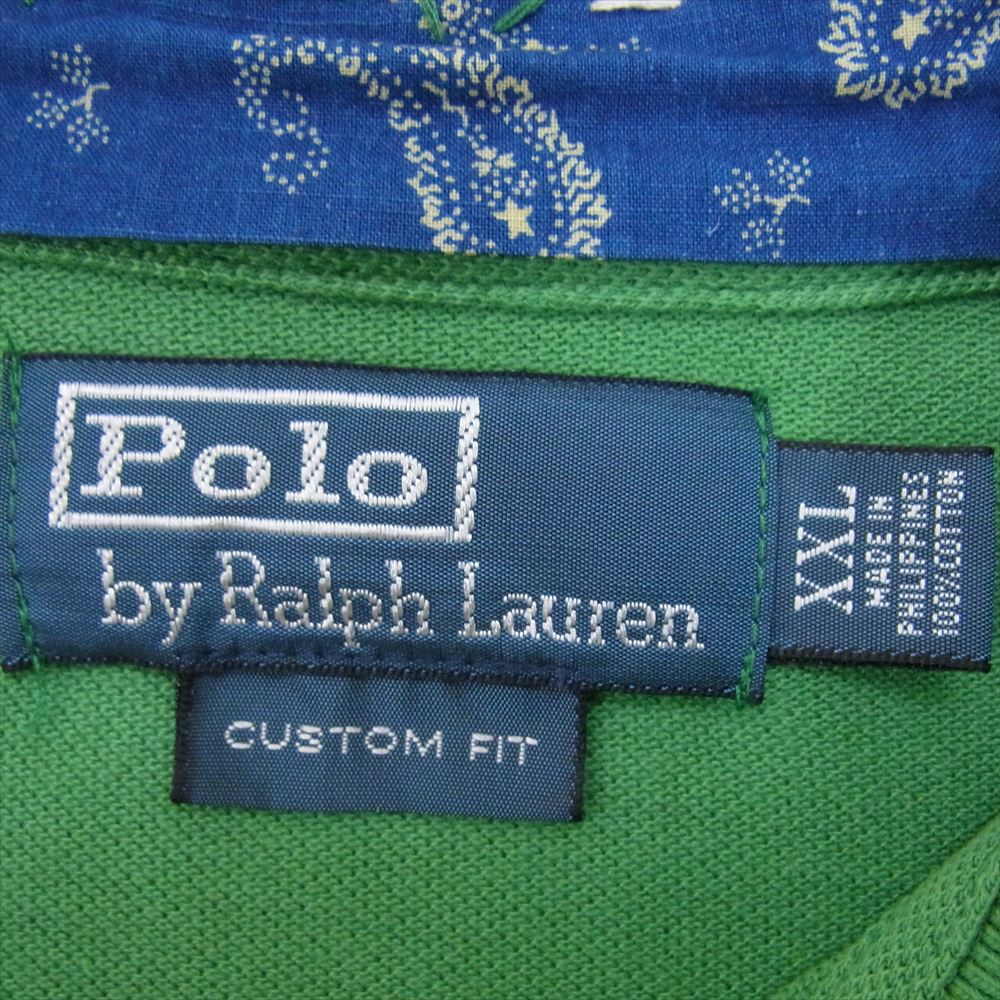 Polo
by Ralph Lauren
CUSTOM FIT
XXL
MADE IN
PHILIPPINES
100% COTTON